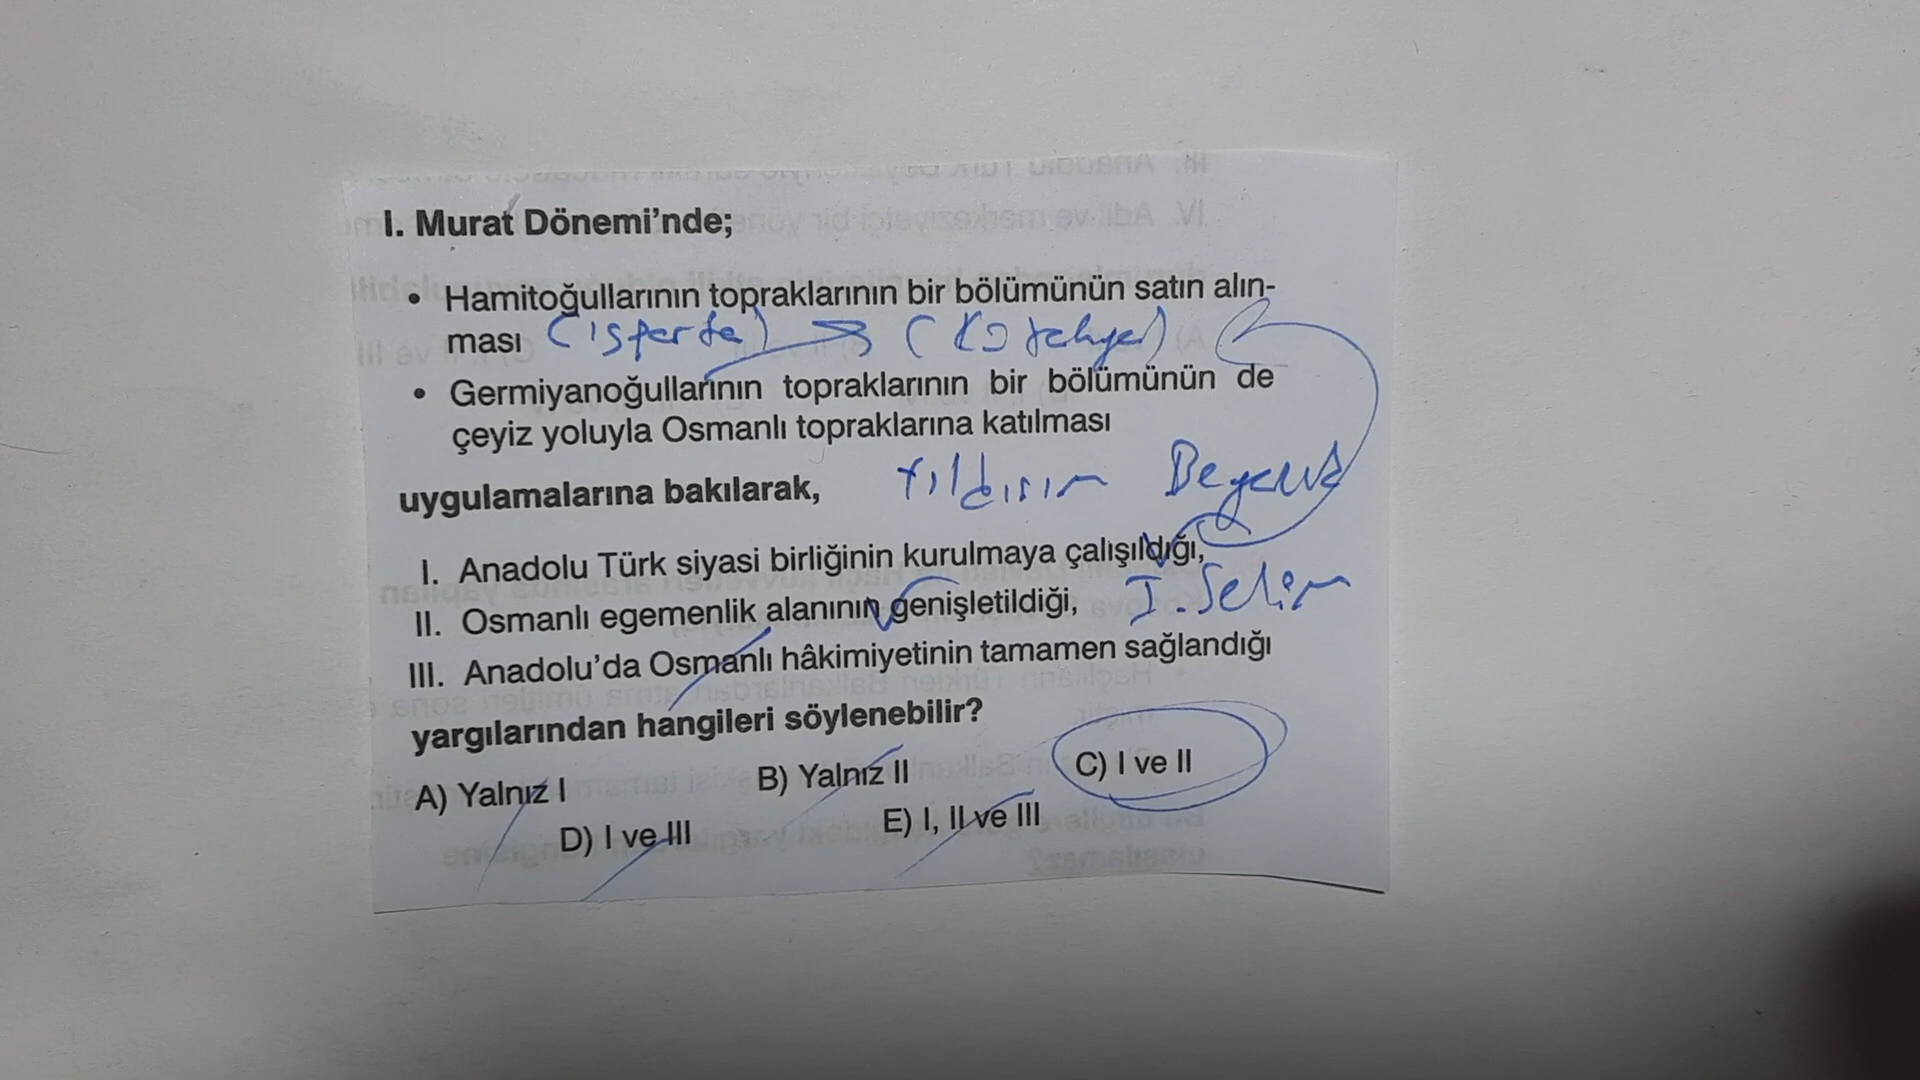 I. Murat Dönemi'nde;
• Hamitoğullarının topraklarının bir bölümünün satın alın-
ması (Isparta) → (Kütahya)
• Germiyanoğullarının topraklarının bir bölümünün de
çeyiz yoluyla Osmanlı topraklarına katılması
uygulamalarına bakılarak, Yıldırım Beyazıd
I. Anadolu Türk siyasi birliğinin kurulmaya çalışıldığı,
II. Osmanlı egemenlik alanının genişletildiği, I. Selim
III. Anadolu'da Osmanlı hâkimiyetinin tamamen sağlandığı
yargılarından hangileri söylenebilir?
A) Yalnız I B) Yalnız II C) I ve II
D) I ve III E) I, II ve III